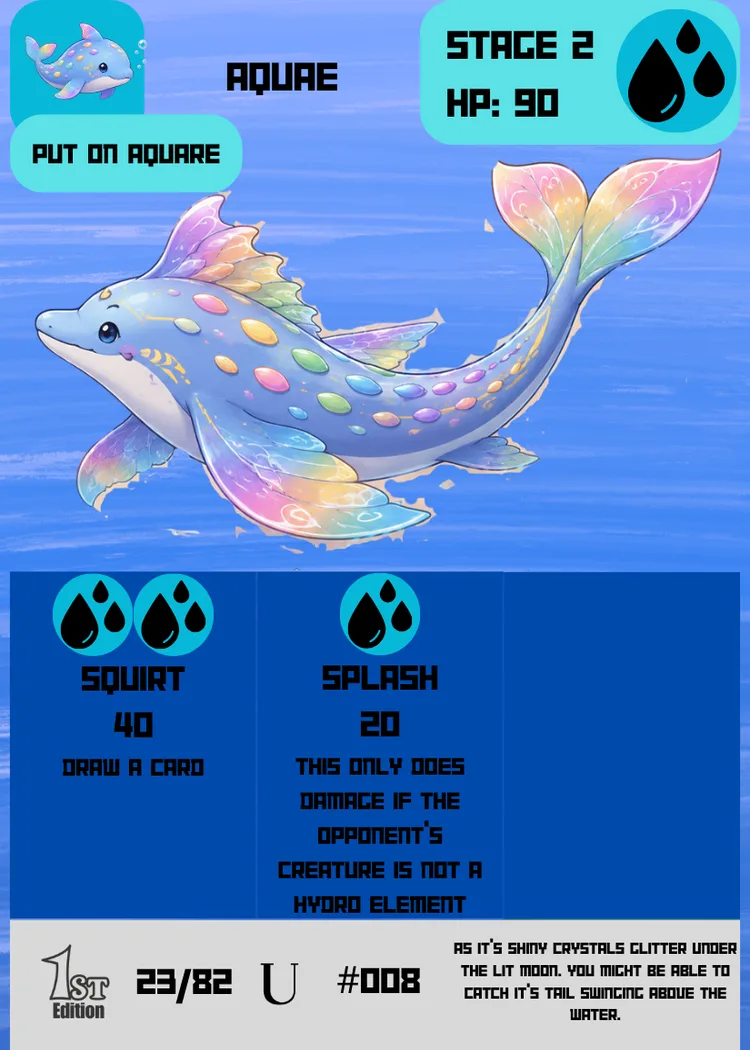 AQUAE
STAGE 2
HP: 90
PUT ON AQUARE
SQUIRT
40
DRAW A CARD
SPLASH
20
THIS ONLY DOES
DAMAGE IF THE
OPPONENT'S
CREATURE IS NOT A
HYDRO ELEMENT
1ST
Edition
23/82
U
#008
AS IT'S SHINY CRYSTALS GLITTER UNDER
THE LIT MOON. YOU MIGHT BE ABLE TO
CATCH IT'S TAIL SWINGING ABOVE THE
WATER.